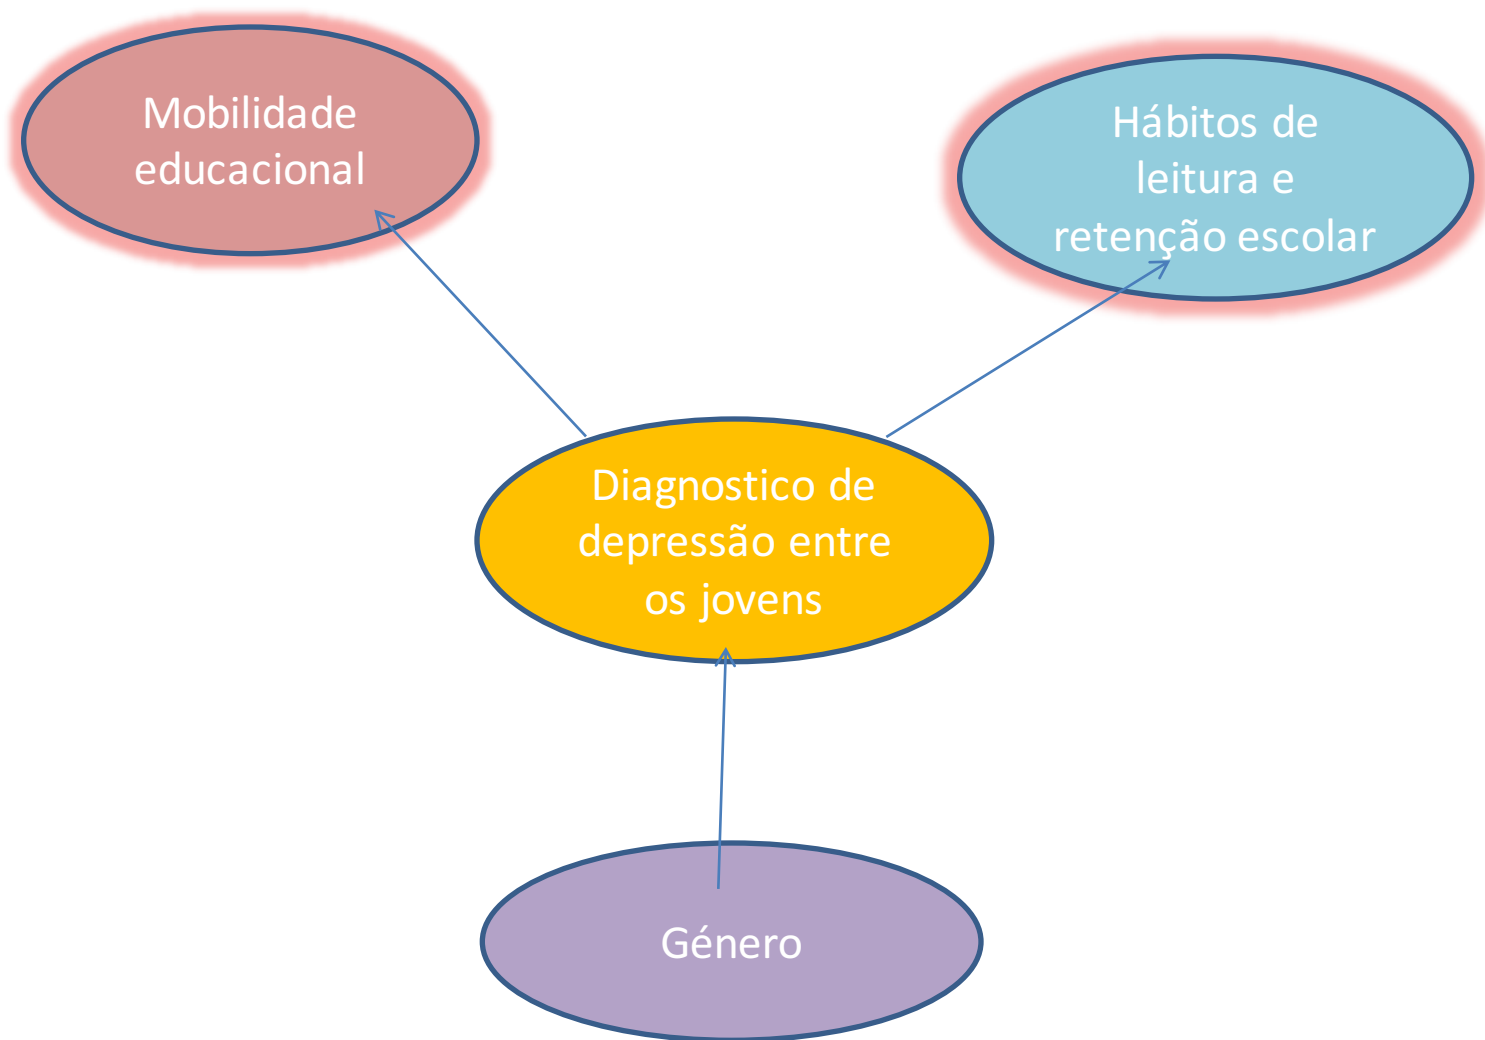 Mobilidade
educacional
Hábitos de
leitura e
retenção escolar
Diagnostico de
depressão entre
os jovens
Género